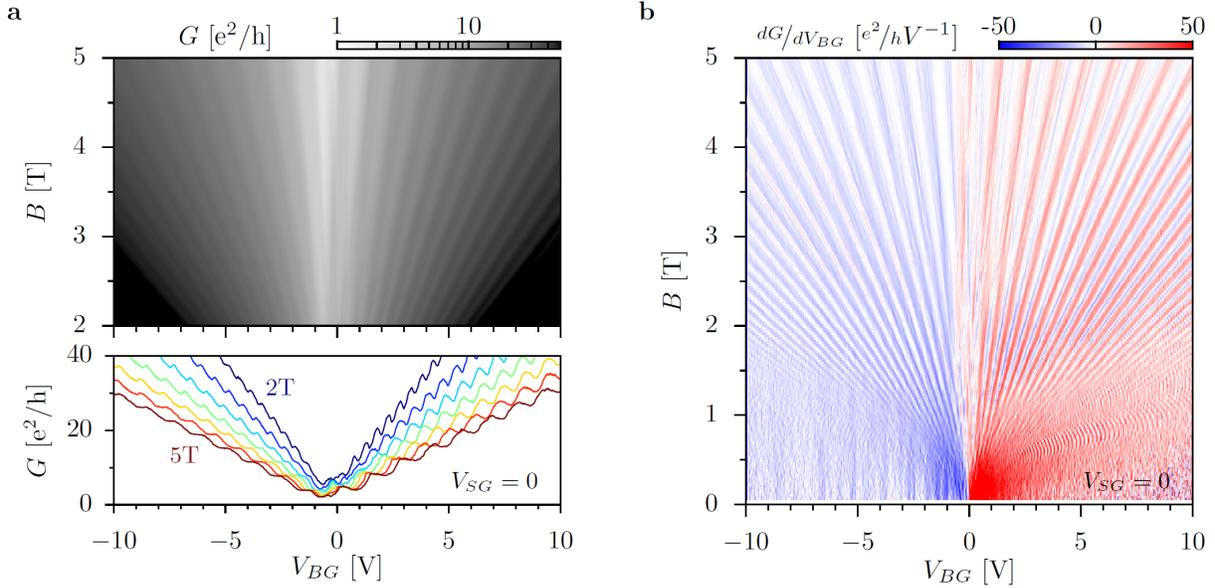 a
G [e²/h]
1 10
5
4
3
2
B [T]
40
20
0
G [e²/h]
2T
5T
V_SG = 0
−10 −5 0 5 10
V_BG [V]
b
dG/dV_BG [e²/hV⁻¹]
-50 0 50
5
4
3
2
1
0
B [T]
V_SG = 0
−10 −5 0 5 10
V_BG [V]